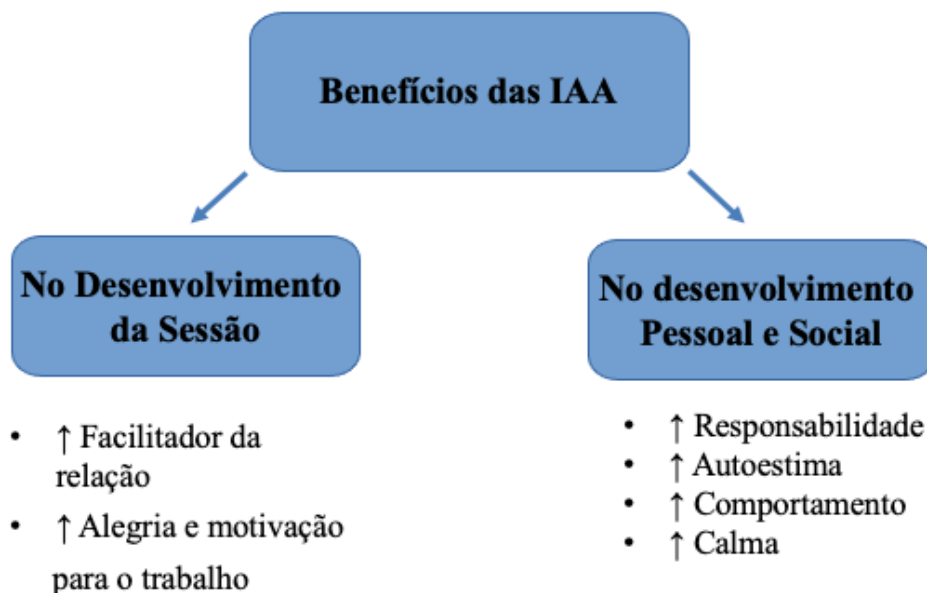 Benefícios das IAA
No Desenvolvimento
da Sessão
• ↑ Facilitador da
relação
• ↑ Alegria e motivação
para o trabalho
No desenvolvimento
Pessoal e Social
• ↑ Responsabilidade
• ↑ Autoestima
• ↑ Comportamento
• ↑ Calma